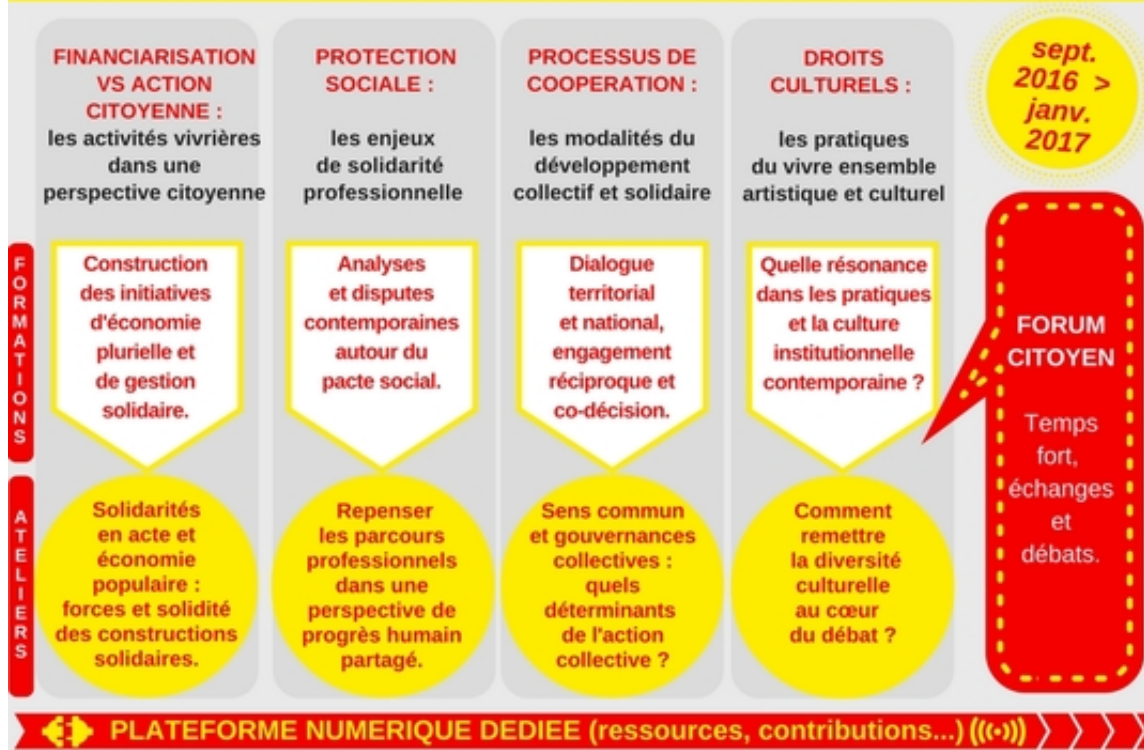 FINANCIARISATION
VS ACTION
CITOYENNE :
les activités vivrières
dans une
perspective citoyenne
PROTECTION
SOCIALE :
les enjeux
de solidarité
professionnelle
PROCESSUS DE
COOPERATION :
les modalités du
développement
collectif et solidaire
DROITS
CULTURELS :
les pratiques
du vivre ensemble
artistique et culturel
sept.
2016 >
janv.
2017
FORMATIONS
Construction
des initiatives
d'économie
plurielle et
de gestion
solidaire.
Analyses
et disputes
contemporaines
autour du
pacte social.
Dialogue
territorial
et national,
engagement
réciproque et
co-décision.
Quelle résonance
dans les pratiques
et la culture
institutionnelle
contemporaine ?
FORUM
CITOYEN
Temps
fort,
échanges
et
débats.
ATELIERS
Solidarités
en acte et
économie
populaire :
forces et solidité
des constructions
solidaires.
Repenser
les parcours
professionnels
dans une
perspective de
progrès humain
partagé.
Sens commun
et gouvernances
collectives :
quels
déterminants
de l'action
collective ?
Comment
remettre
la diversité
culturelle
au cœur
du débat ?
PLATEFORME NUMERIQUE DEDIEE (ressources, contributions...)